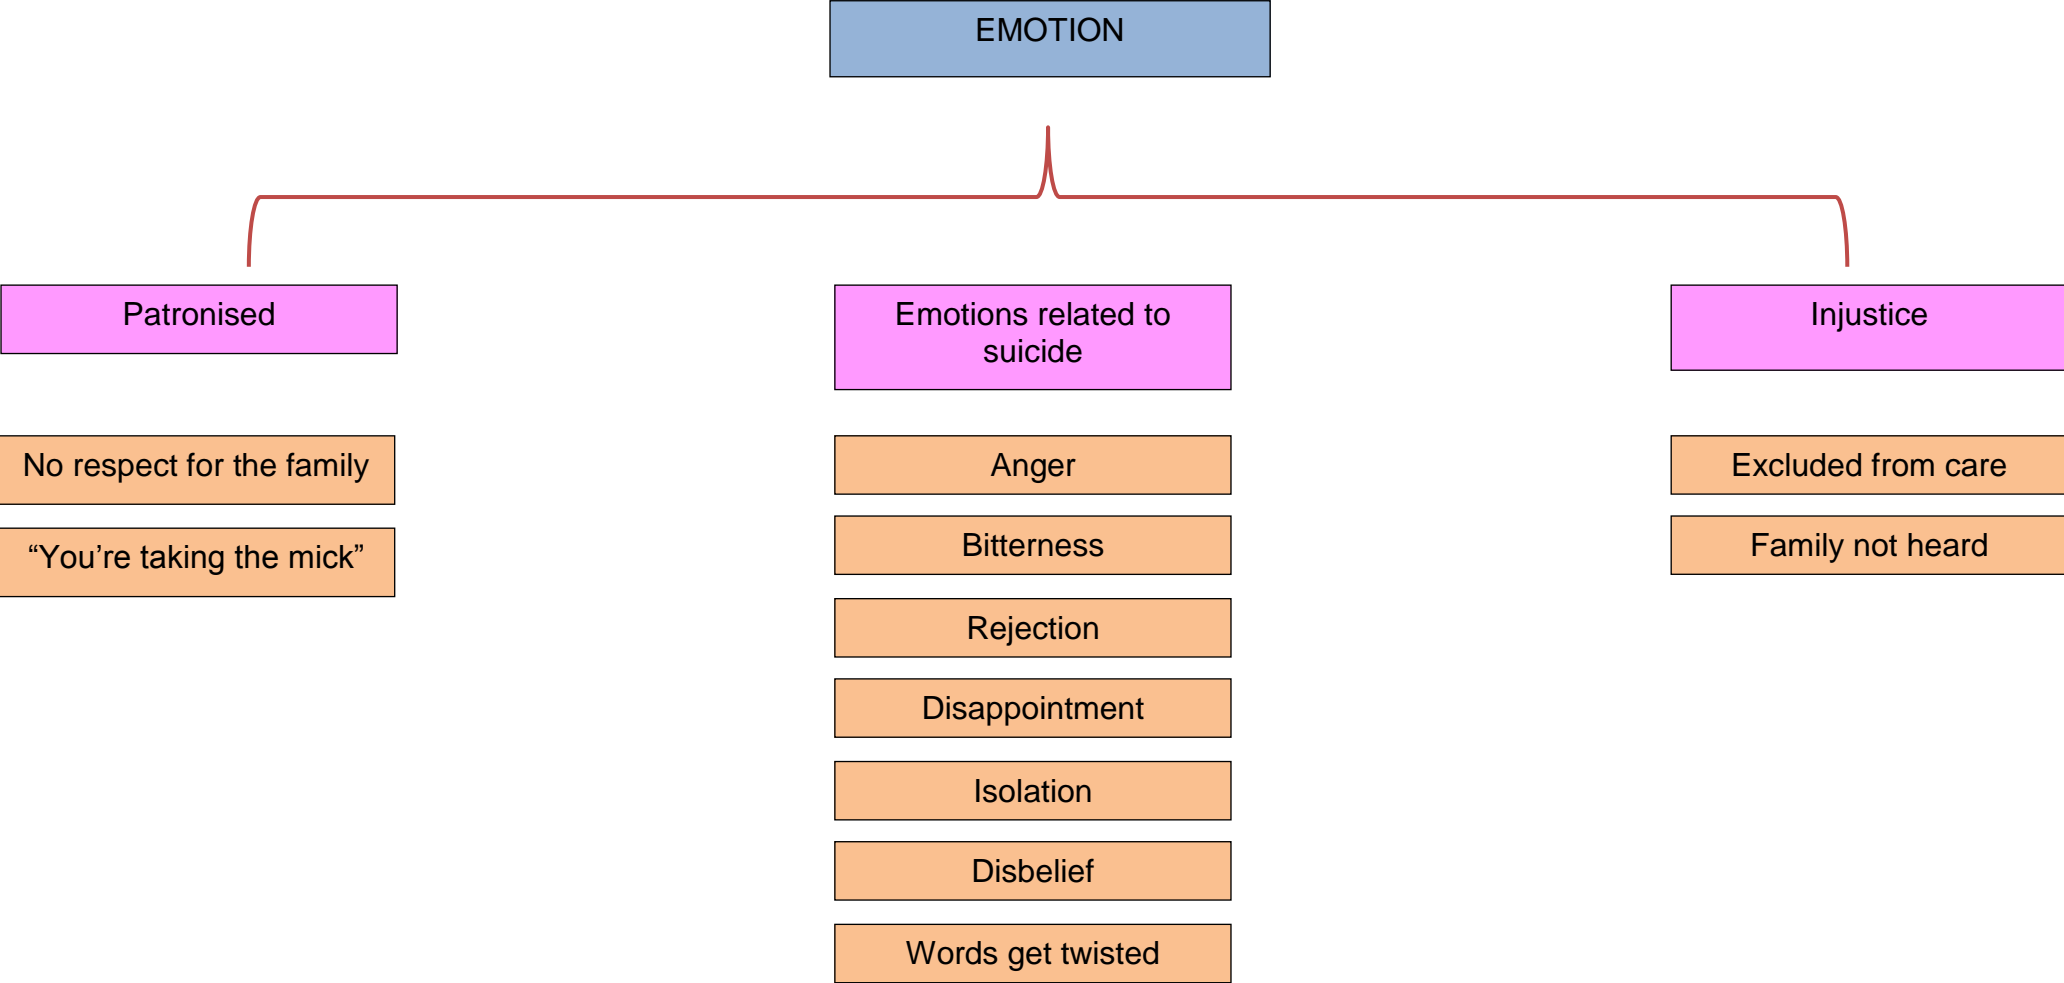 EMOTION
Patronised
Emotions related to
suicide
Injustice
No respect for the family
“You’re taking the mick”
Anger
Bitterness
Rejection
Disappointment
Isolation
Disbelief
Words get twisted
Excluded from care
Family not heard